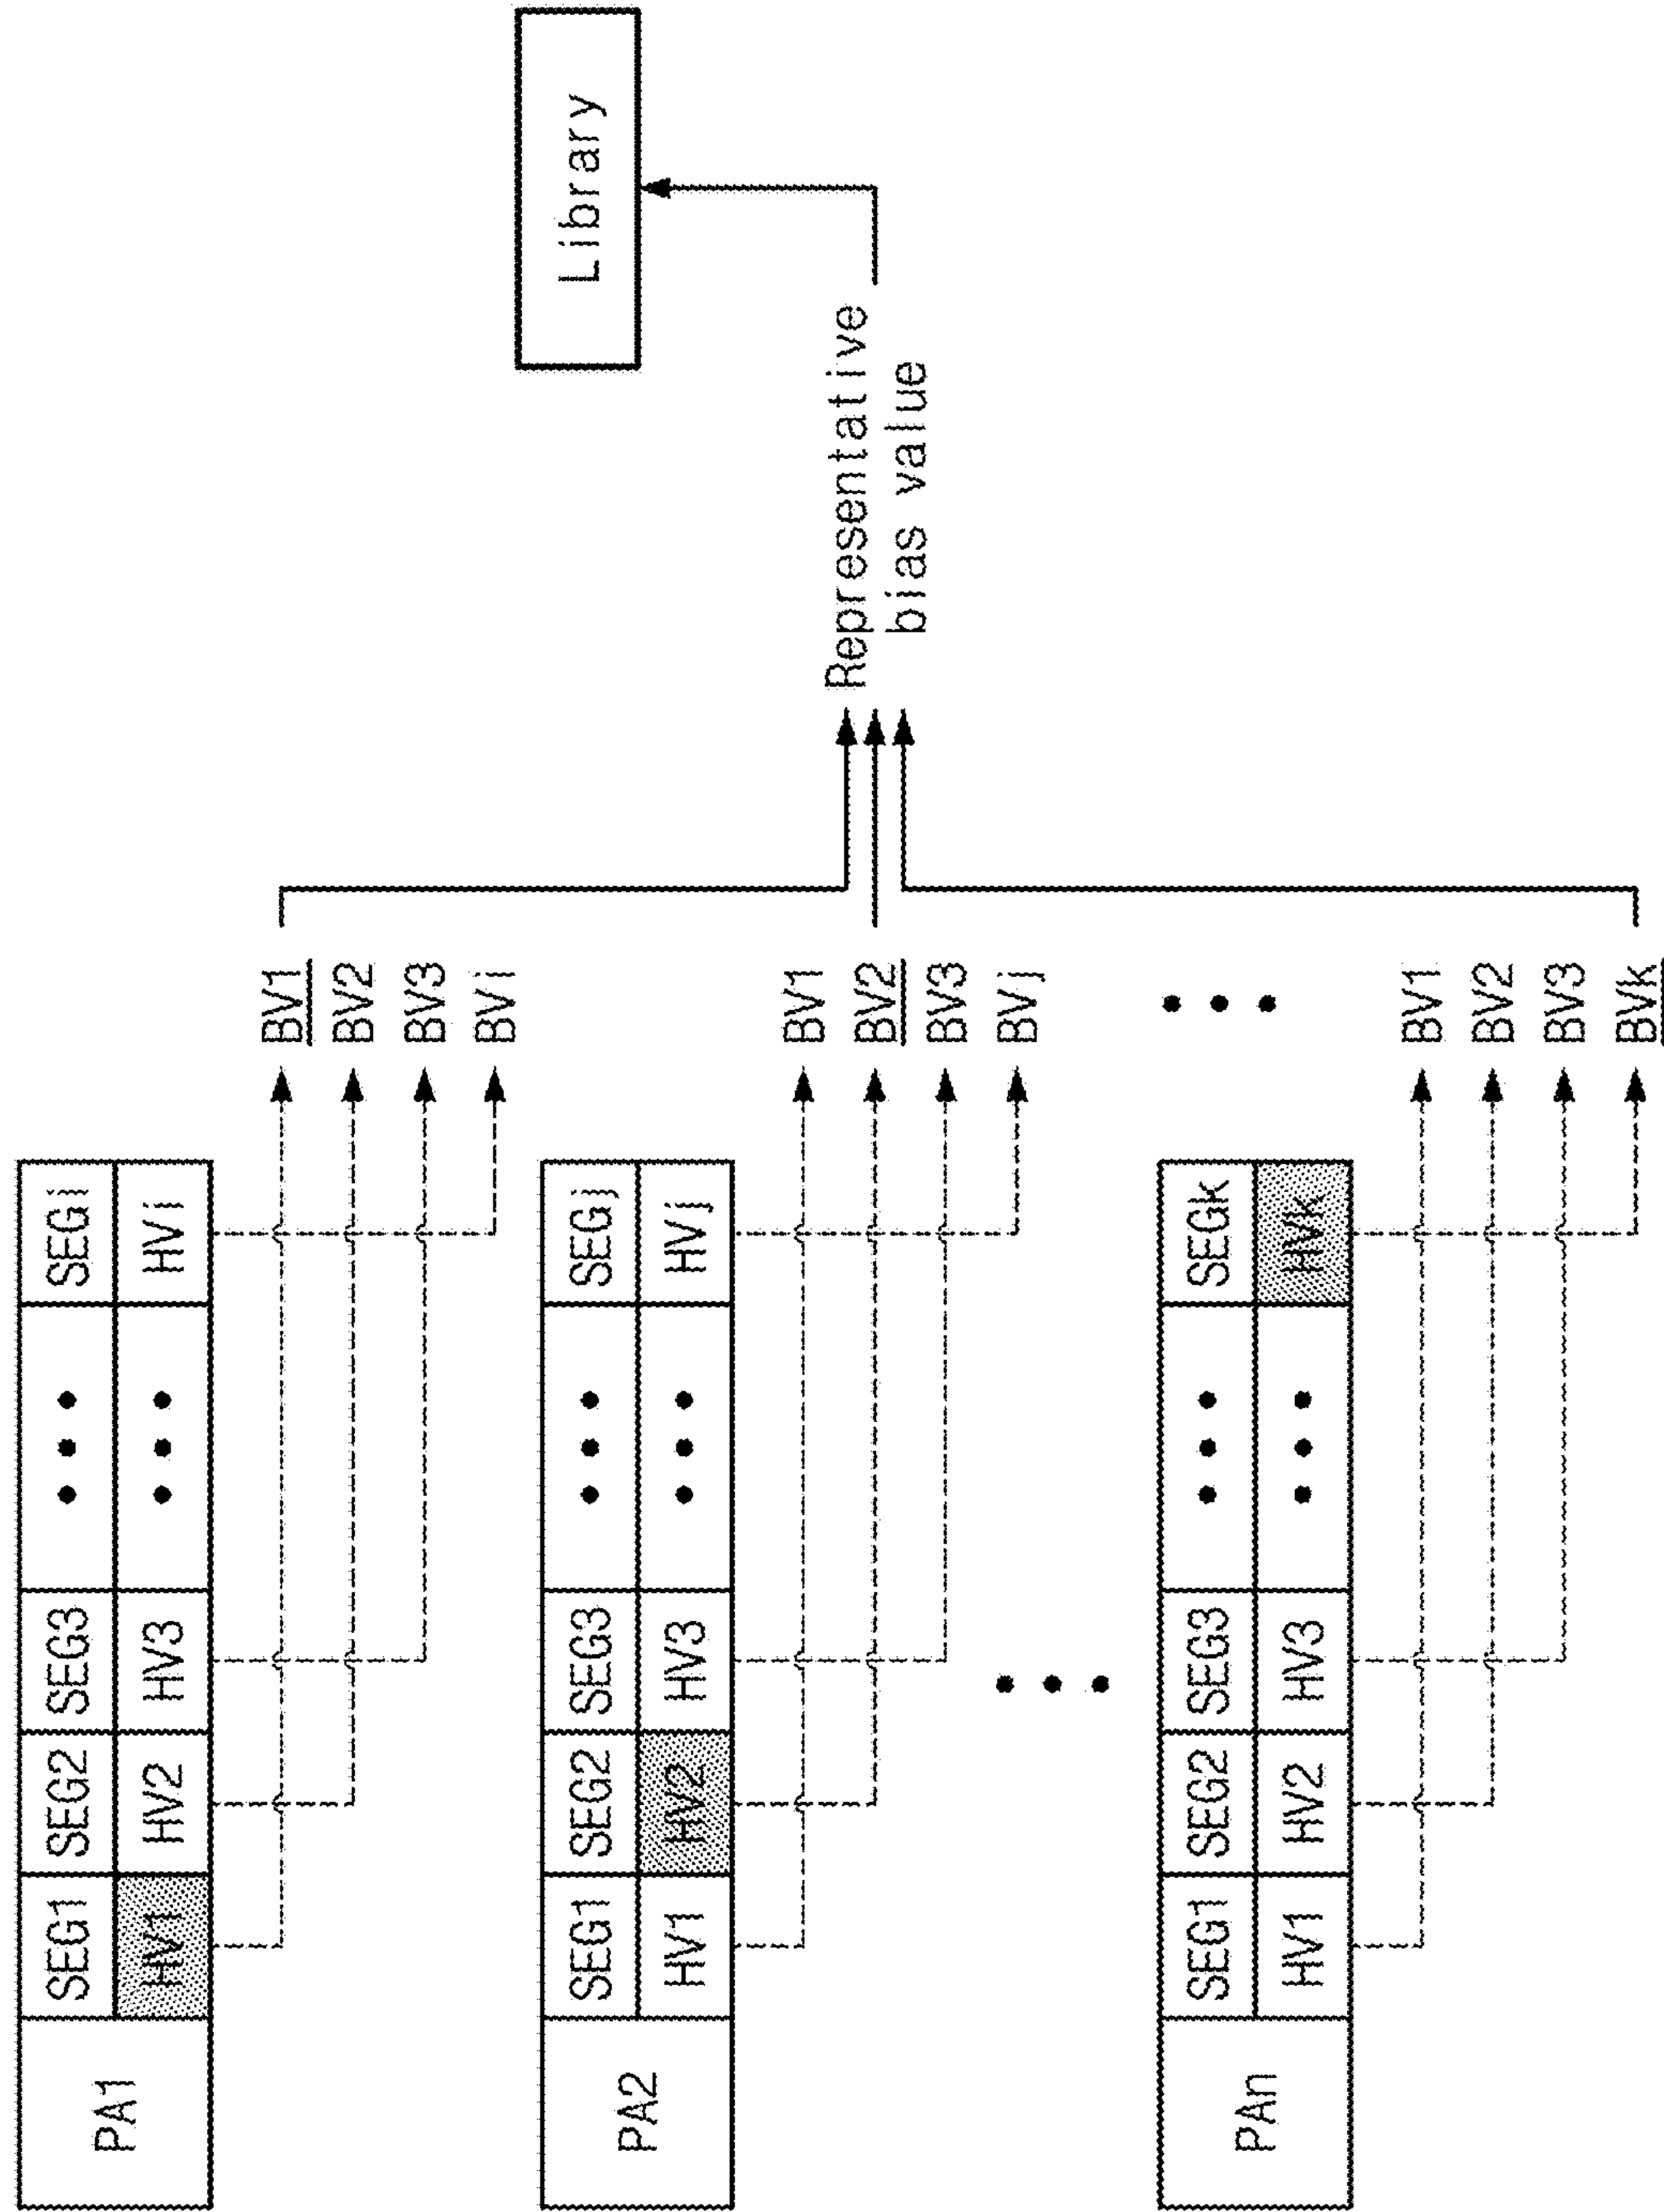 PA1 SEG1 SEG2 SEG3 ••• SEGi
HV1 HV2 HV3 ••• HVi
BV1
BV2
BV3
BVi
PA2 SEG1 SEG2 SEG3 ••• SEGj
HV1 HV2 HV3 ••• HVj
BV1
BV2
BV3
BVj
••• •••
PAn SEG1 SEG2 SEG3 ••• SEGk
HV1 HV2 HV3 ••• HVk
BV1
BV2
BV3
BVk
Representative
bias value
Library